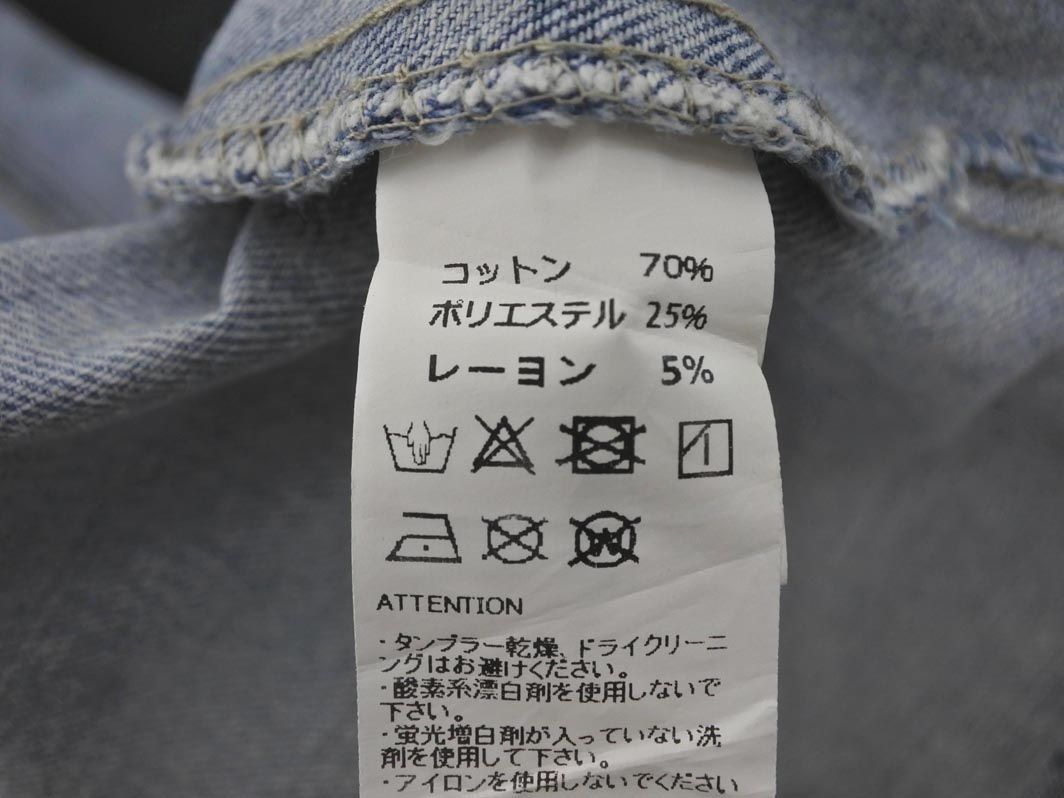 コットン 70%
ポリエステル 25%
レーヨン 5%
W
ATTENTION
・タンブラー乾燥、ドライクリーニ
ングはお避けください。
・酸素系漂白剤を使用しないで
下さい。
・蛍光増白剤が入っていない洗
剤を使用して下さい。
・アイロンを使用しないでください